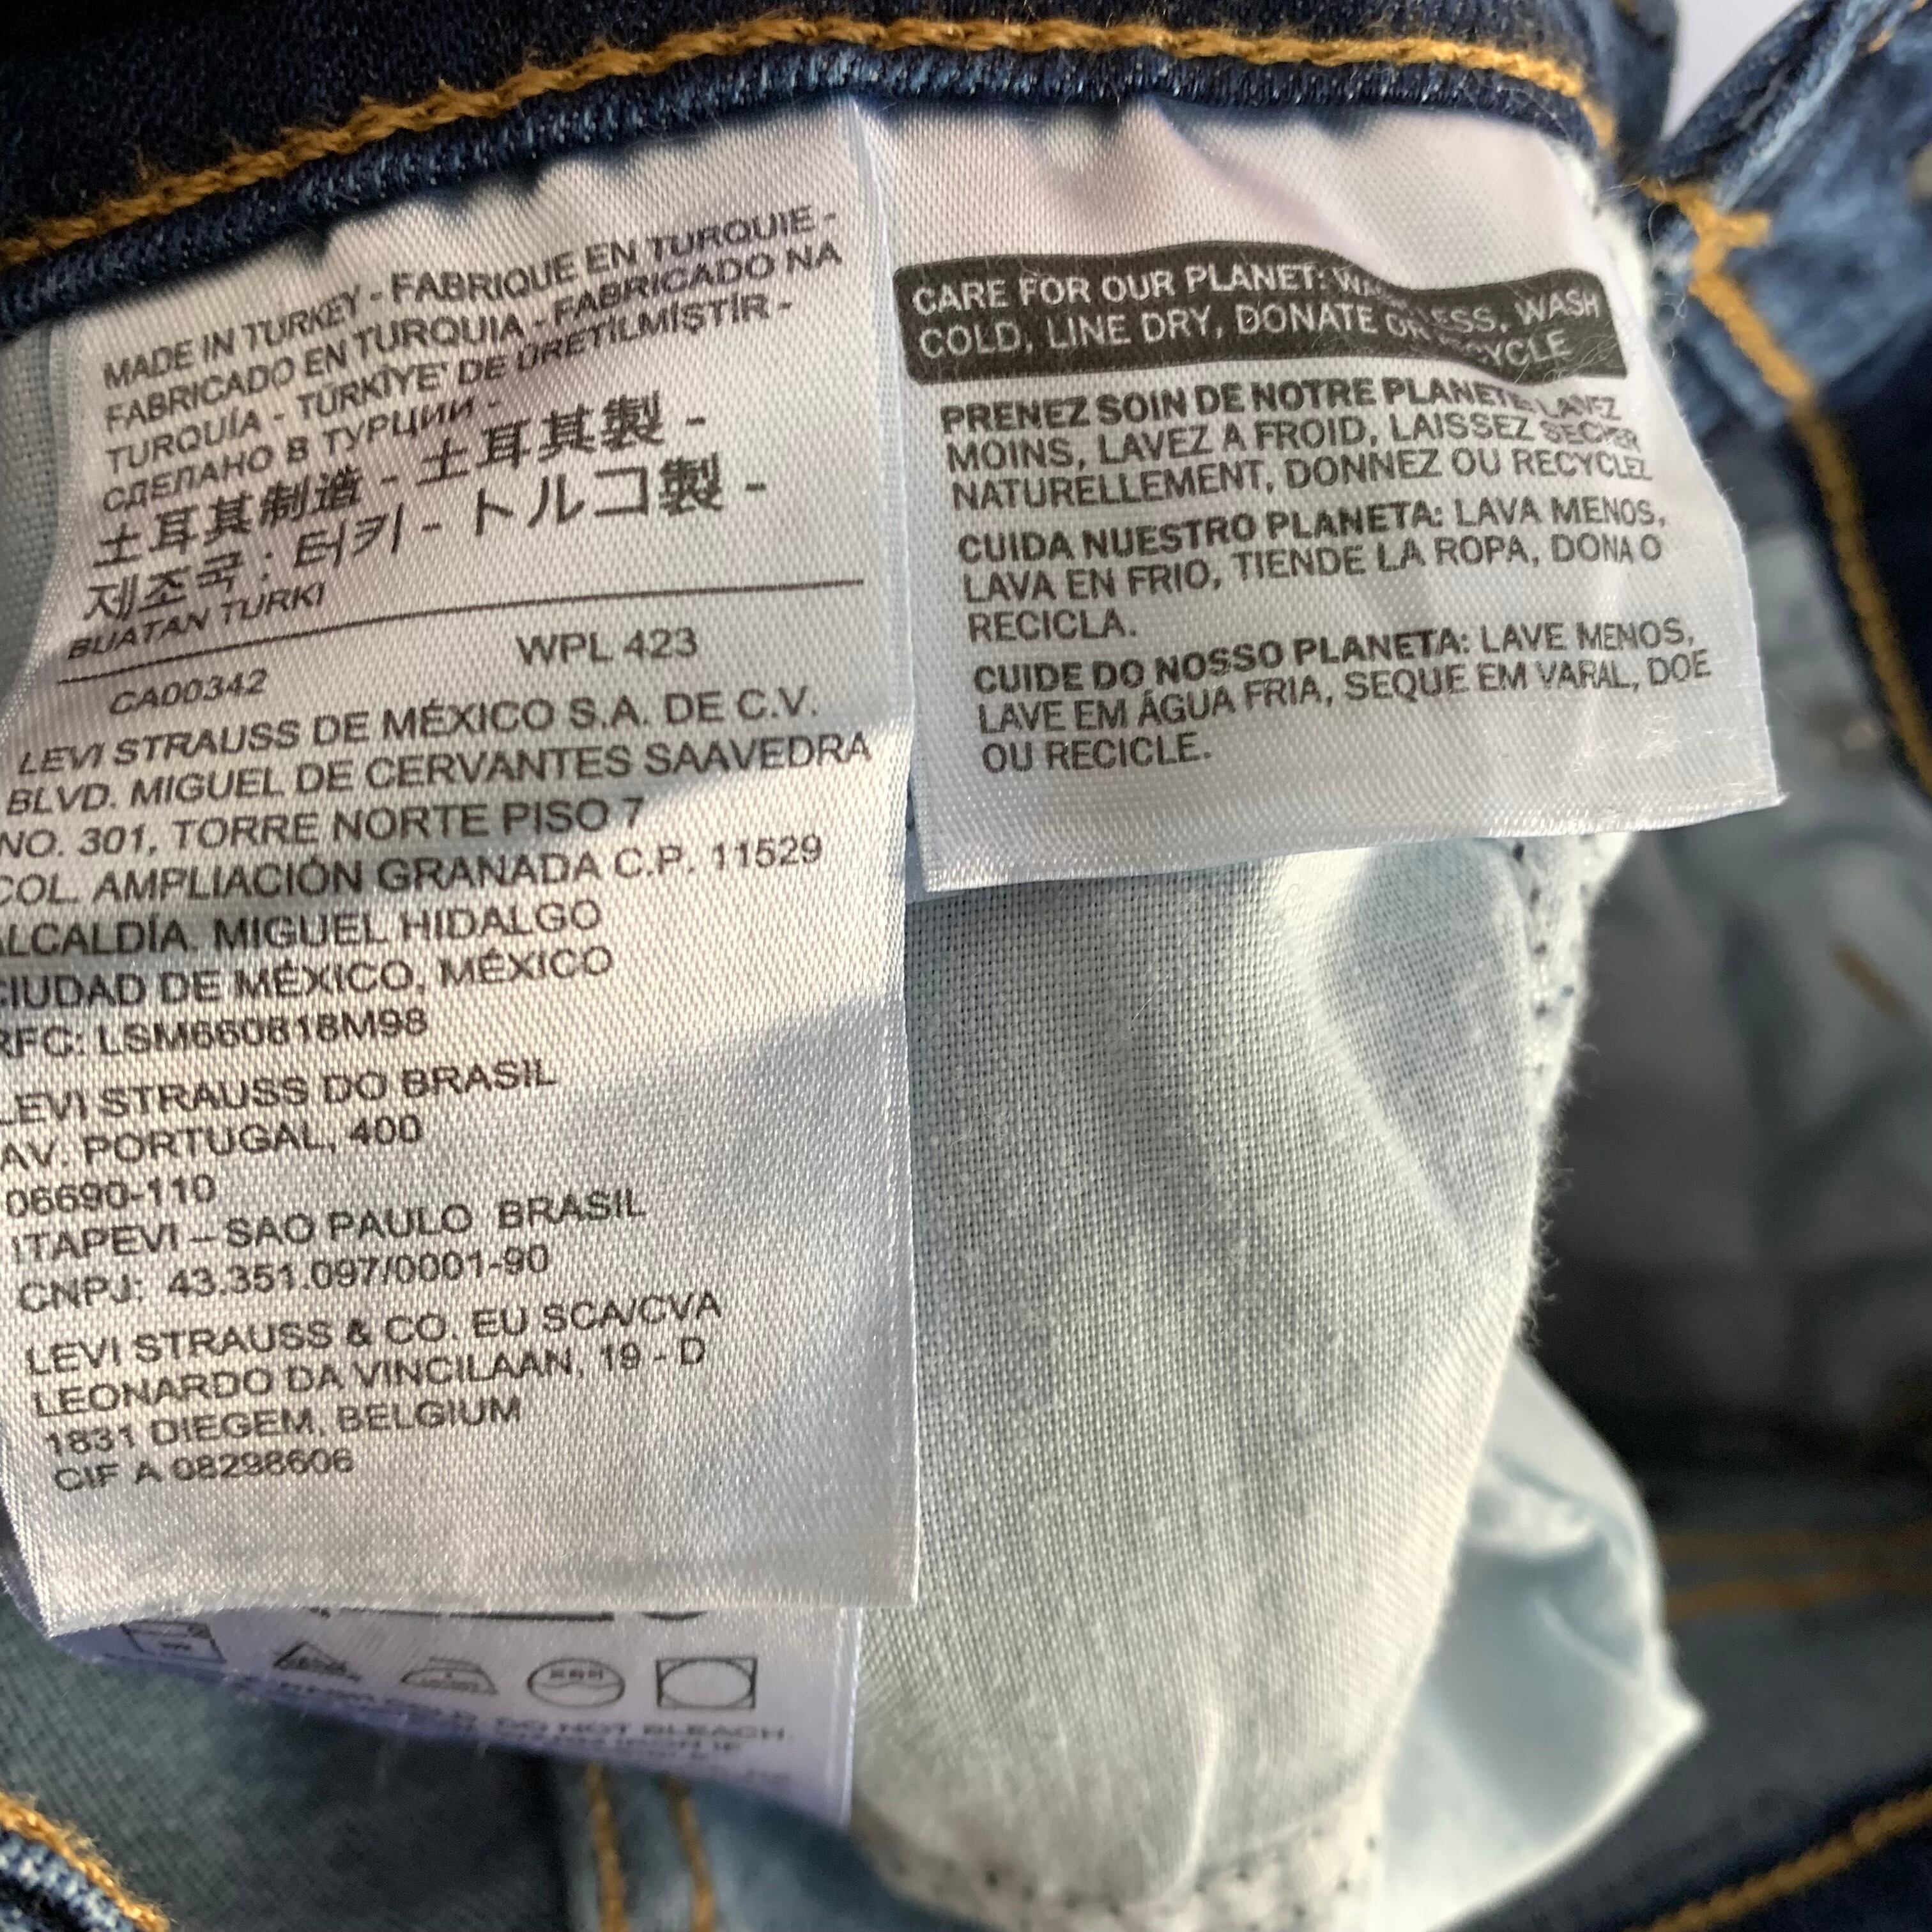 MADE IN TURKEY - FABRIQUE EN TURQUIE -
FABRICADO EN TURQUIA - FABRICADO NA
TURQUÍA - TÜRKİYE' DE ÜRETİLMİŞTİR -
СДЕЛАНО В ТУРЦИИ -
土耳其制造 - 土耳其製 -
제조국 : 터키 - トルコ製 -
BUATAN TURKI
CA00342 WPL 423
LEVI STRAUSS DE MÉXICO S.A. DE C.V.
BLVD. MIGUEL DE CERVANTES SAAVEDRA
NO. 301, TORRE NORTE PISO 7
COL. AMPLIACIÓN GRANADA C.P. 11529
ALCALDÍA. MIGUEL HIDALGO
CIUDAD DE MÉXICO, MÉXICO
RFC: LSM660818M98
LEVI STRAUSS DO BRASIL
AV. PORTUGAL, 400
06690-110
ITAPEVI – SAO PAULO BRASIL
CNPJ: 43.351.097/0001-90
LEVI STRAUSS & CO. EU SCA/CVA
LEONARDO DA VINCILAAN, 19 - D
1831 DIEGEM, BELGIUM
CIF A 08298606
DO NOT BLEACH.
CARE FOR OUR PLANET: WASH LESS, WASH
COLD, LINE DRY, DONATE OR RECYCLE
PRENEZ SOIN DE NOTRE PLANETE: LAVEZ
MOINS, LAVEZ A FROID, LAISSEZ SECHER
NATURELLEMENT, DONNEZ OU RECYCLEZ
CUIDA NUESTRO PLANETA: LAVA MENOS,
LAVA EN FRIO, TIENDE LA ROPA, DONA O
RECICLA.
CUIDE DO NOSSO PLANETA: LAVE MENOS,
LAVE EM ÁGUA FRIA, SEQUE EM VARAL, DOE
OU RECICLE.